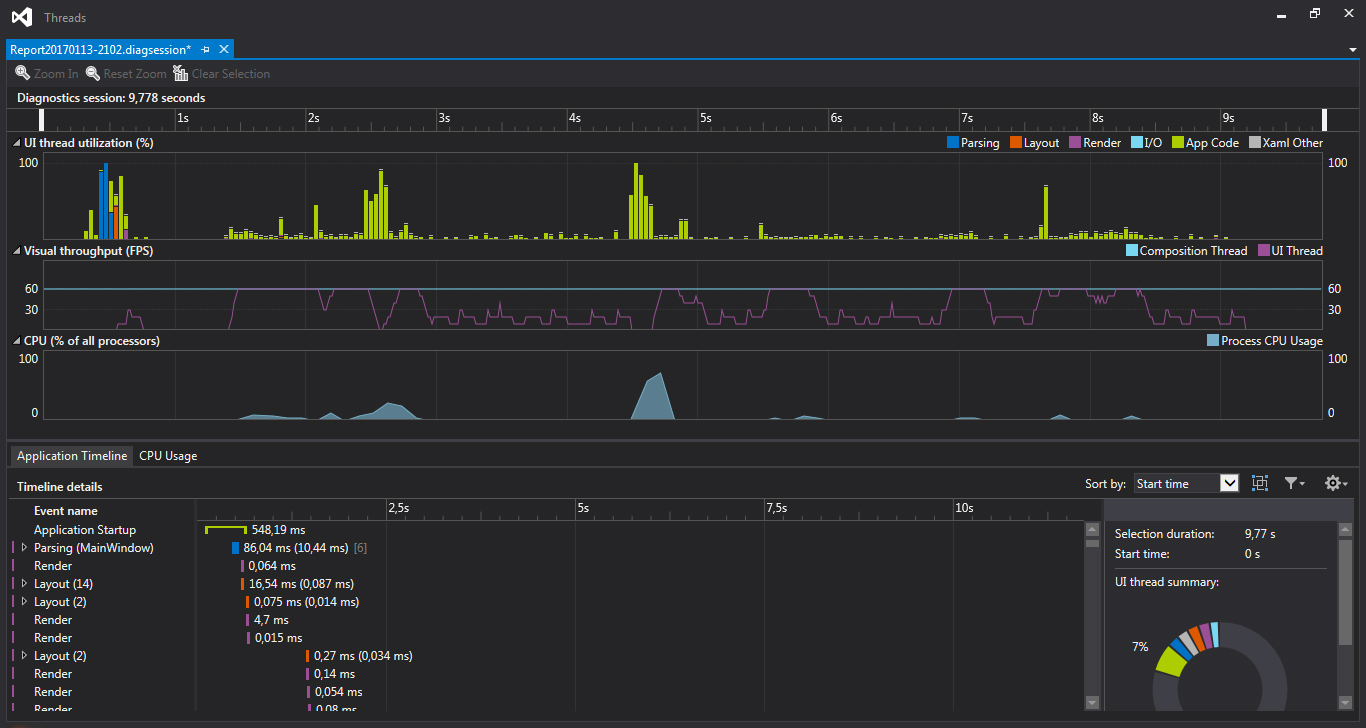 Threads
Report20170113-2102.diagsession*
Zoom In Reset Zoom Clear Selection
Diagnostics session: 9,778 seconds
1s 2s 3s 4s 5s 6s 7s 8s 9s
UI thread utilization (%) Parsing Layout Render I/O App Code Xaml Other
100 100
Visual throughput (FPS) Composition Thread UI Thread
60 60
30 30
CPU (% of all processors) Process CPU Usage
100 100
0 0
Application Timeline CPU Usage
Timeline details Sort by: Start time
Event name 2,5s 5s 7,5s 10s
Application Startup 548,19 ms
Parsing (MainWindow) 86,04 ms (10,44 ms) [6]
Render 0,064 ms
Layout (14) 16,54 ms (0,087 ms)
Layout (2) 0,075 ms (0,014 ms)
Render 4,7 ms
Render 0,015 ms
Layout (2) 0,27 ms (0,034 ms)
Render 0,14 ms
Render 0,054 ms
Render 0,08 ms
Selection duration: 9,77 s
Start time: 0 s
UI thread summary:
7%